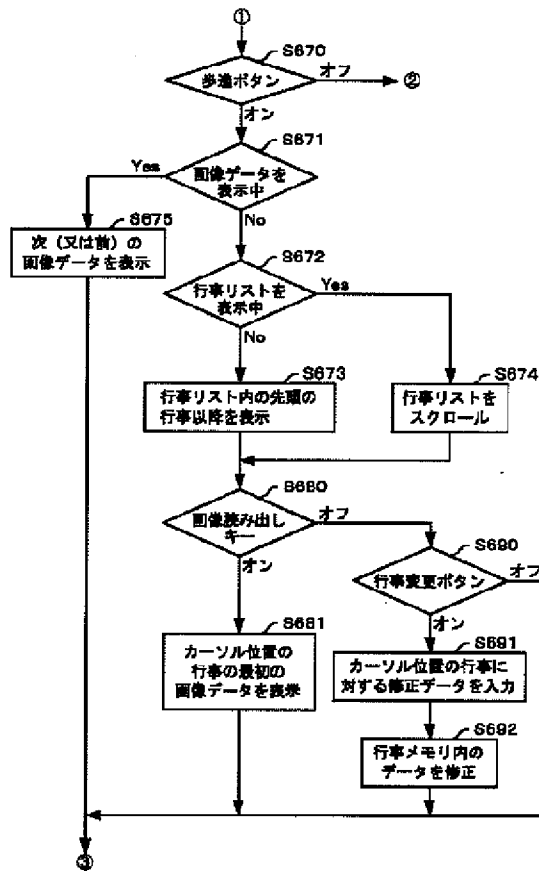 ①
S670
歩進ボタン
オフ
②
オン
S671
Yes
画像データを
表示中
S675
No
次（又は前）の
画像データを表示
S672
行事リストを
表示中
Yes
No
S673
S674
行事リスト内の先頭の
行事以降を表示
行事リストを
スクロール
S680
画像読み出し
キー
オフ
S690
オン
行事変更ボタン
オフ
オン
S681
S691
カーソル位置の
行事の最初の
画像データを表示
カーソル位置の行事に
対する修正データを入力
S692
行事メモリ内の
データを修正
③